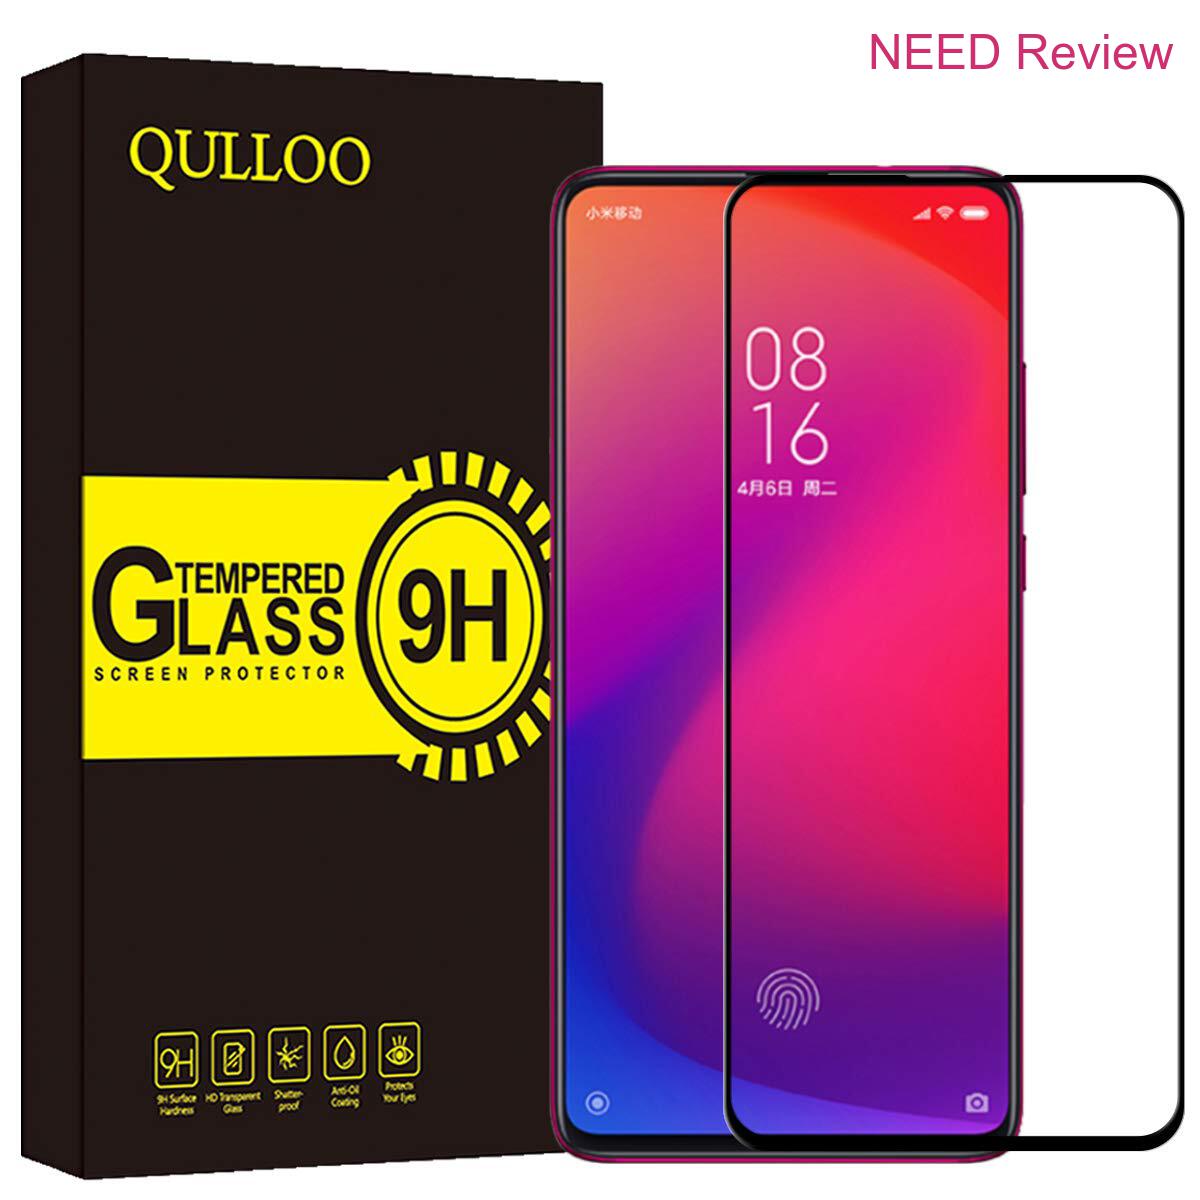 NEED Review
QULLOO
TEMPERED
GLASS
SCREEN PROTECTOR
9H
9H
9H Surface
Hardness
HD Transparent
Glass
Shatter-
proof
Anti-Oil
Coating
Protects
Your Eyes
小米移动
08
16
4月6日 周二